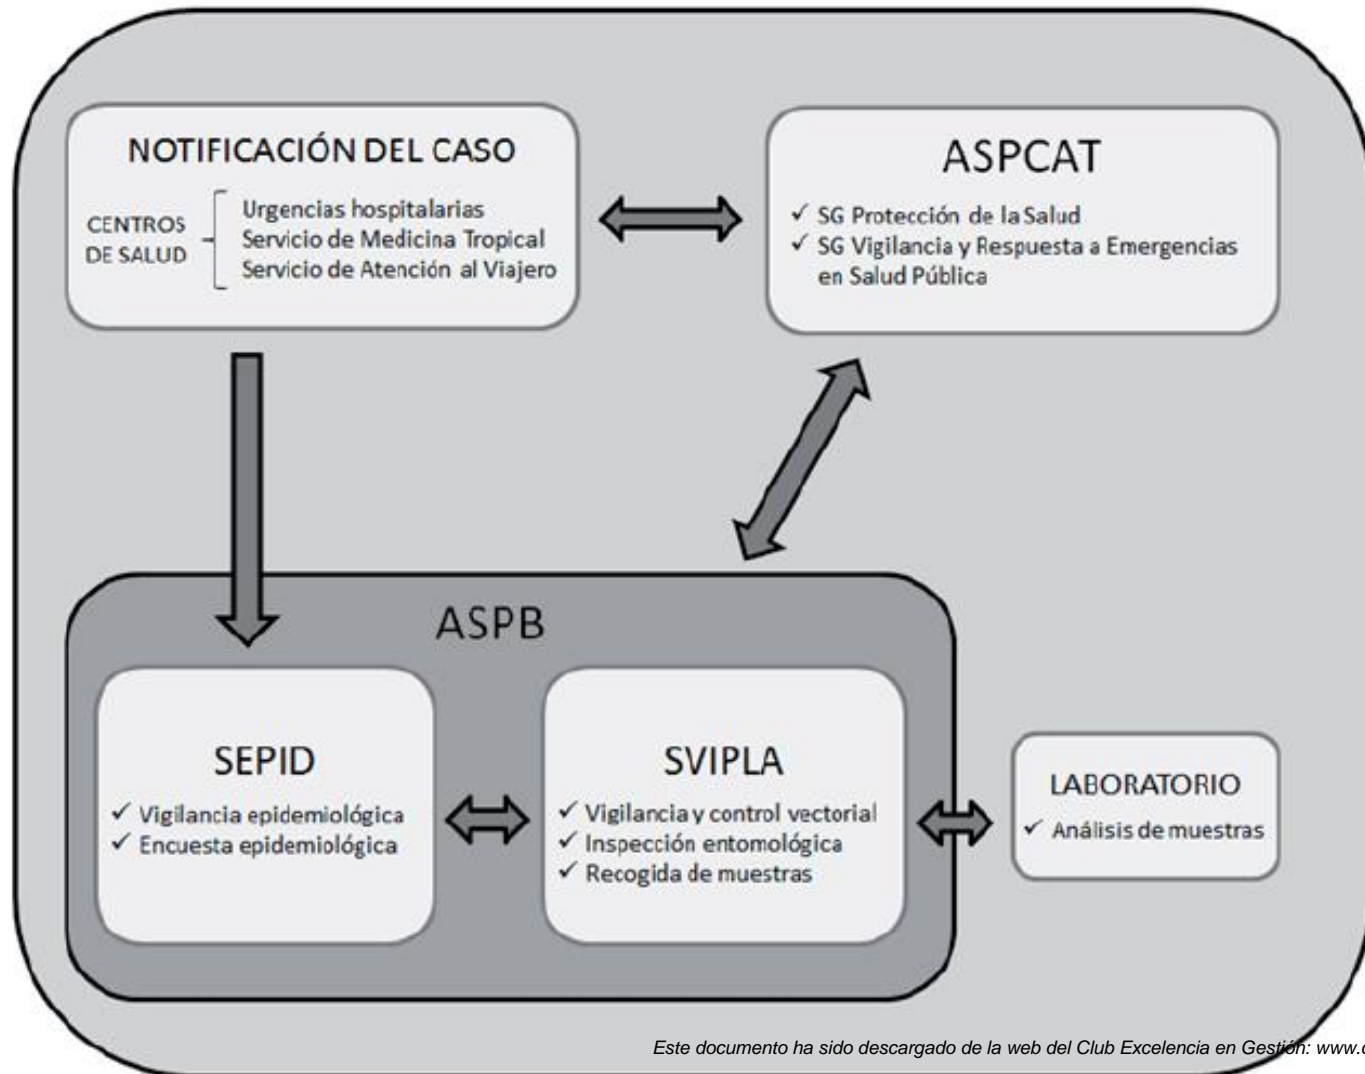 NOTIFICACIÓN DEL CASO
CENTROS
DE SALUD
Urgencias hospitalarias
Servicio de Medicina Tropical
Servicio de Atención al Viajero
ASPCAT
✓ SG Protección de la Salud
✓ SG Vigilancia y Respuesta a Emergencias
en Salud Pública
ASPB
SEPID
✓ Vigilancia epidemiológica
✓ Encuesta epidemiológica
SVIPLA
✓ Vigilancia y control vectorial
✓ Inspección entomológica
✓ Recogida de muestras
LABORATORIO
✓ Análisis de muestras
Este documento ha sido descargado de la web del Club Excelencia en Gestión: www.